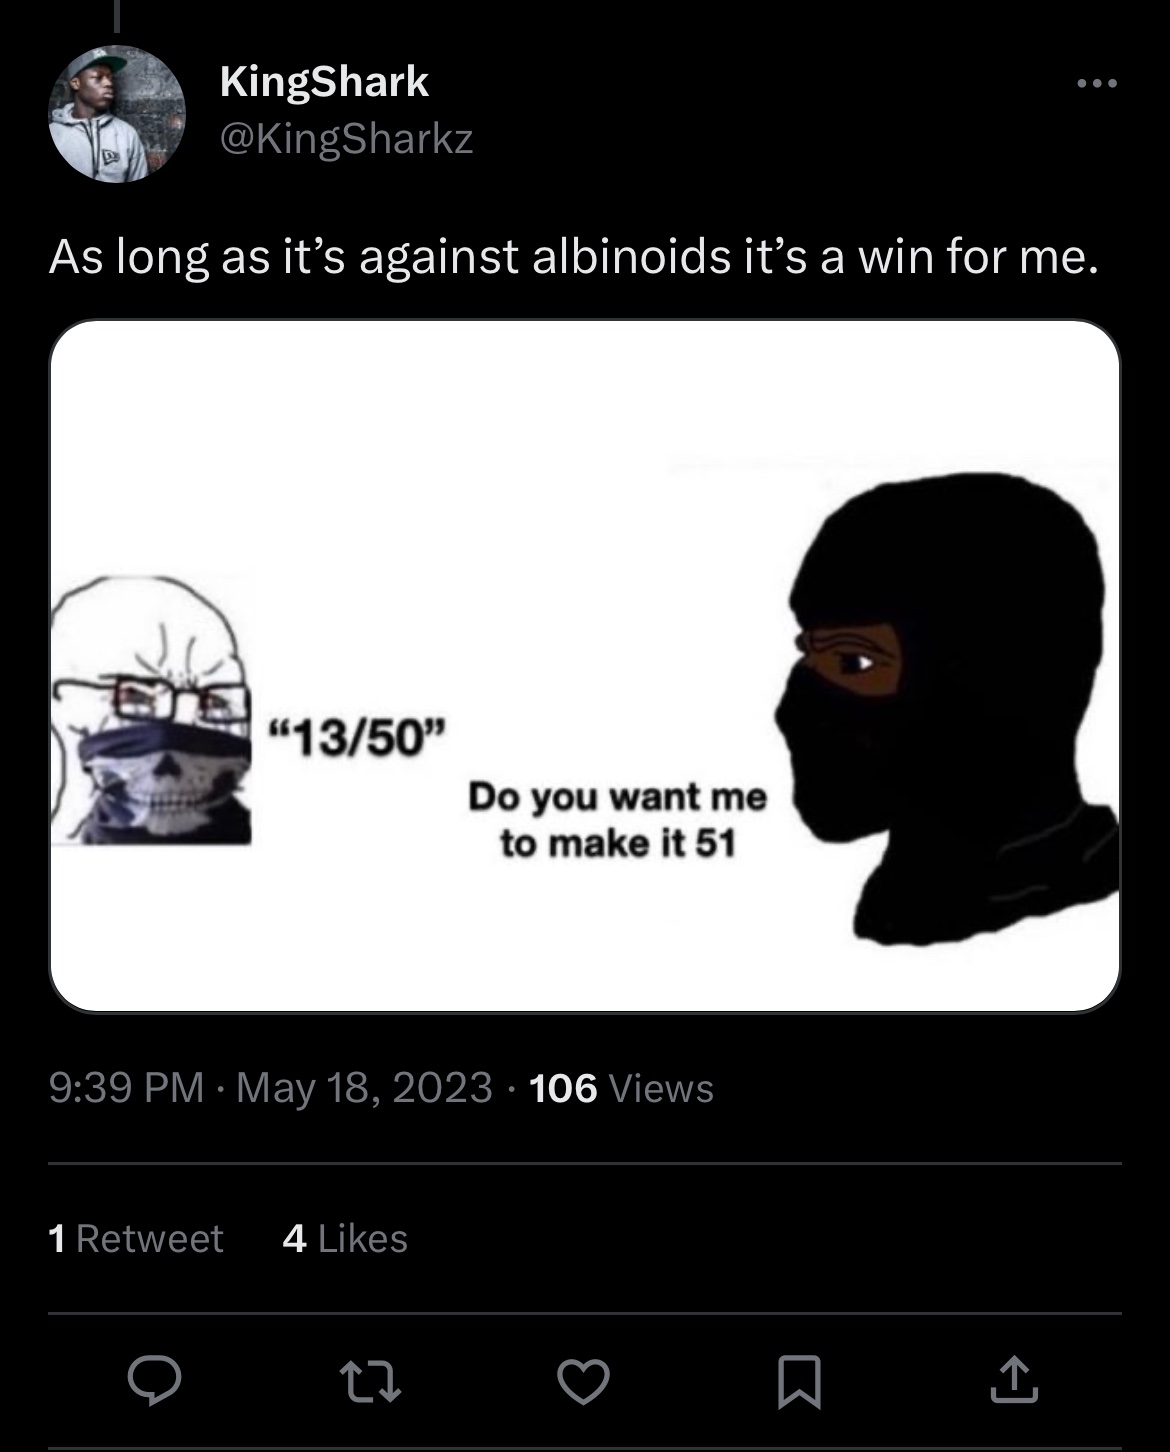 KingShark
@KingSharkz
As long as it’s against albinoids it’s a win for me.
“13/50”
Do you want me
to make it 51
9:39 PM · May 18, 2023 · 106 Views
1 Retweet 4 Likes